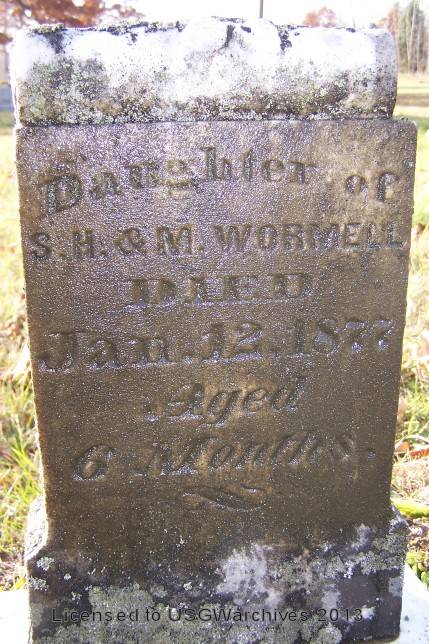 Daughter of
S. H. & M. WORMELL
DIED
Jan. 12. 1877
Aged
6 Months.
Licensed to USGWarchives 2013